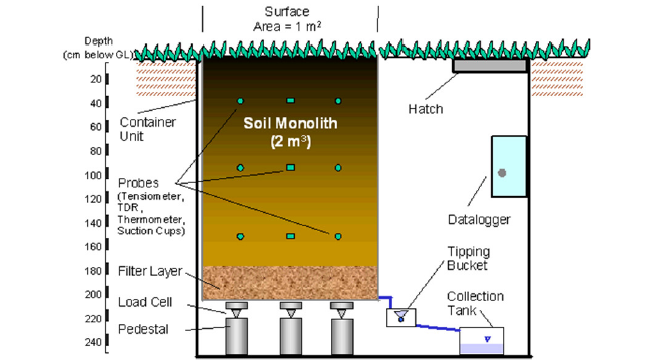 Surface
Area = 1 m²
Depth
(cm below GL)
20
40
60
80
100
120
140
160
180
200
220
240
Container
Unit
Soil Monolith
(2 m³)
Probes
(Tensiometer,
TDR,
Thermometer,
Suction Cups)
Filter Layer
Load Cell
Pedestal
Hatch
Datalogger
Tipping
Bucket
Collection
Tank